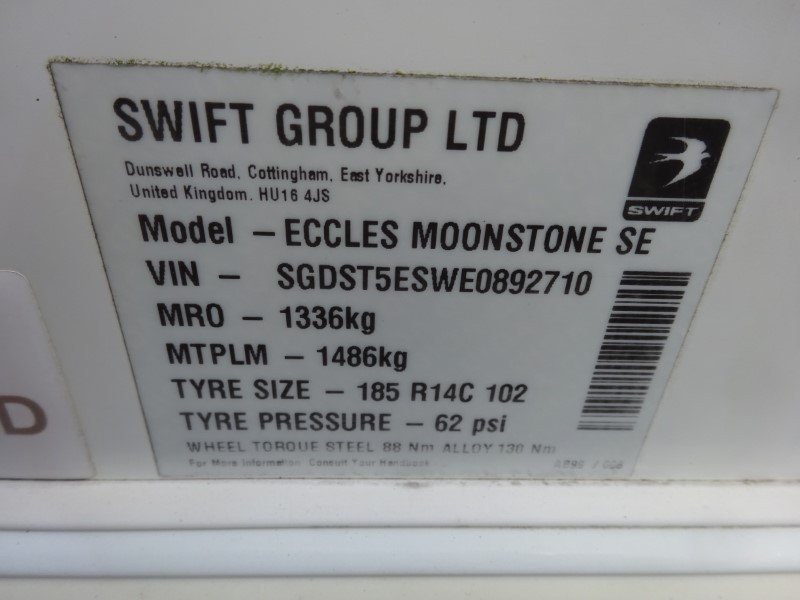 SWIFT GROUP LTD
Dunswell Road, Cottingham, East Yorkshire,
United Kingdom. HU16 4JS
SWIFT
Model – ECCLES MOONSTONE SE
VIN – SGDST5ESWE0892710
MRO – 1336kg
MTPLM – 1486kg
TYRE SIZE – 185 R14C 102
TYRE PRESSURE – 62 psi
WHEEL TORQUE STEEL 88 Nm ALLOY 130 Nm
For More Information Consult Your Handbook
D